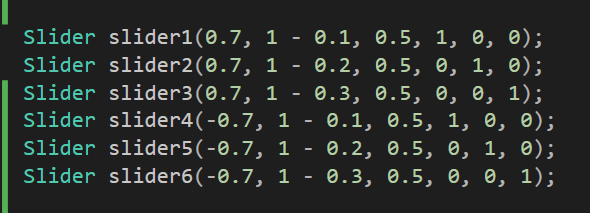 Slider slider1(0.7, 1 - 0.1, 0.5, 1, 0, 0);
Slider slider2(0.7, 1 - 0.2, 0.5, 0, 1, 0);
Slider slider3(0.7, 1 - 0.3, 0.5, 0, 0, 1);
Slider slider4(-0.7, 1 - 0.1, 0.5, 1, 0, 0);
Slider slider5(-0.7, 1 - 0.2, 0.5, 0, 1, 0);
Slider slider6(-0.7, 1 - 0.3, 0.5, 0, 0, 1);